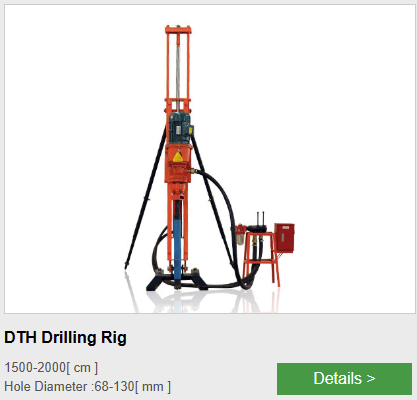 DTH Drilling Rig
1500-2000[ cm ]
Hole Diameter :68-130[ mm ]
Details >